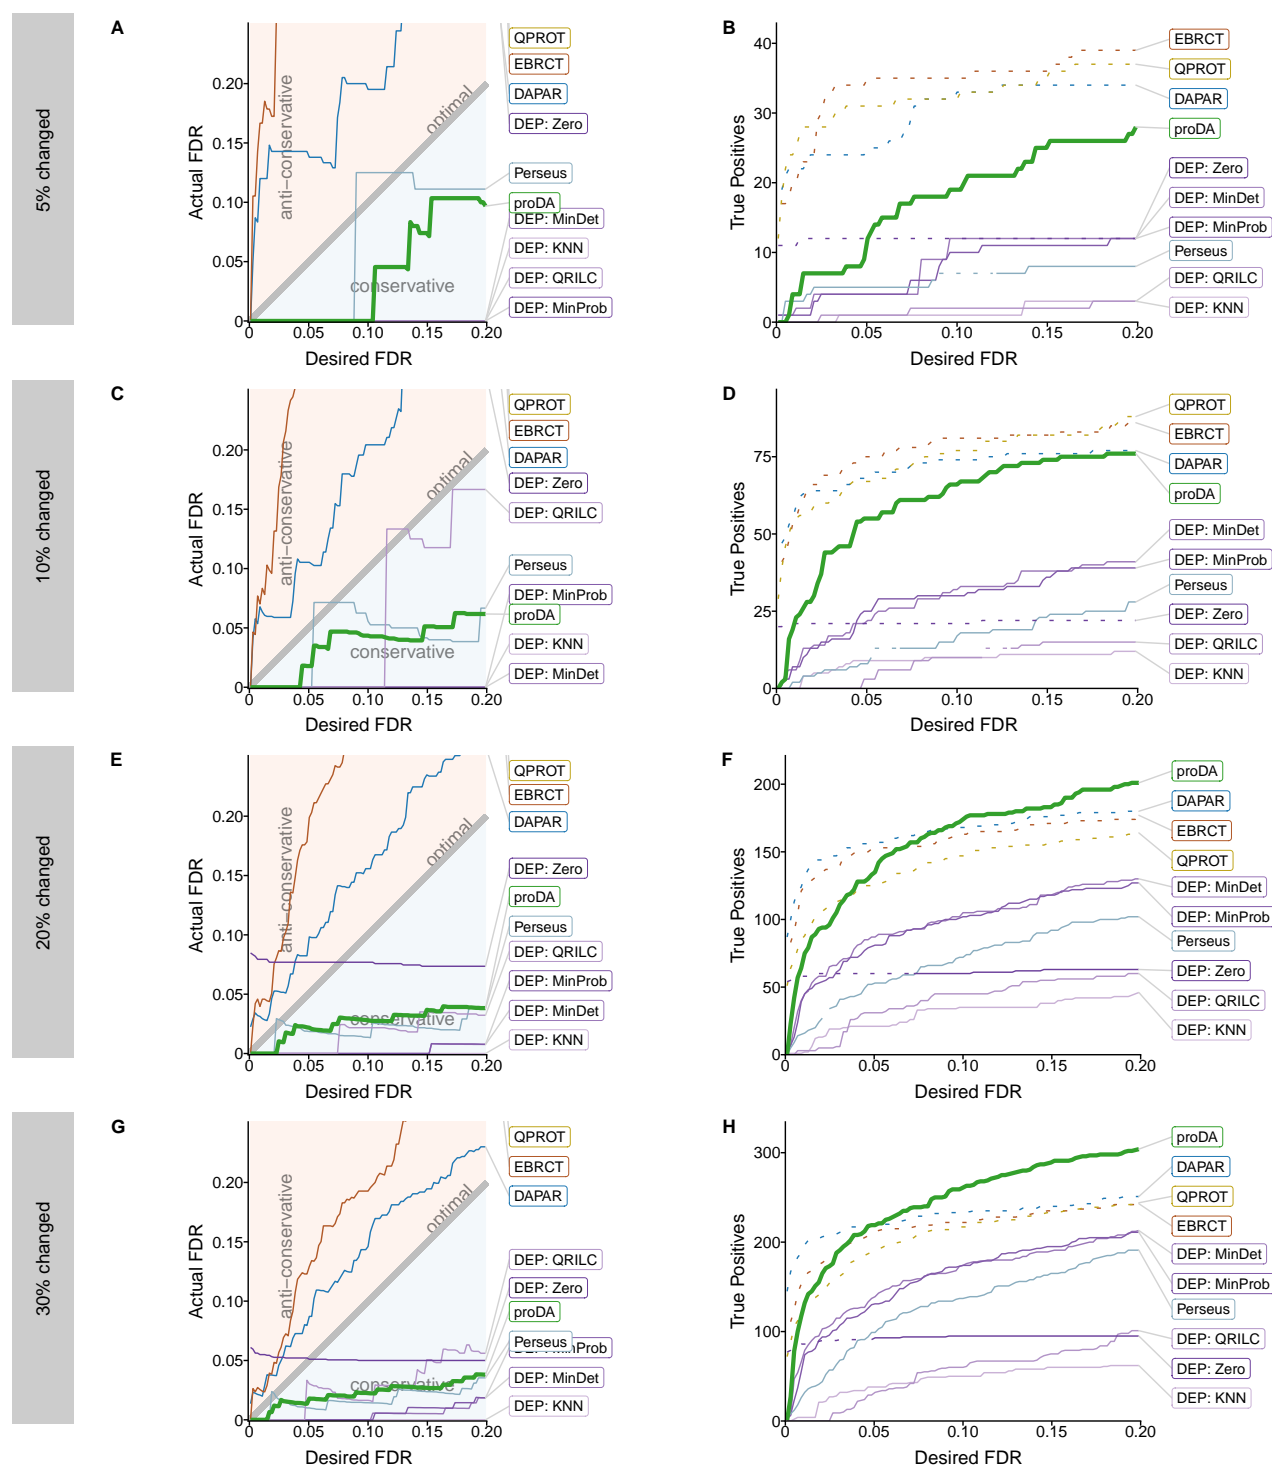 5% changed
A
Actual FDR
0.20
0.15
0.10
0.05
0
anti−conservative
optimal
conservative
0
0.05
0.10
0.15
0.20
Desired FDR
QPROT
EBRCT
DAPAR
DEP: Zero
Perseus
proDA
DEP: MinDet
DEP: KNN
DEP: QRILC
DEP: MinProb
B
True Positives
40
30
20
10
0
0
0.05
0.10
0.15
0.20
Desired FDR
EBRCT
QPROT
DAPAR
proDA
DEP: Zero
DEP: MinDet
DEP: MinProb
Perseus
DEP: QRILC
DEP: KNN
10% changed
C
Actual FDR
0.20
0.15
0.10
0.05
0
anti−conservative
optimal
conservative
0
0.05
0.10
0.15
0.20
Desired FDR
QPROT
EBRCT
DAPAR
DEP: Zero
DEP: QRILC
Perseus
DEP: MinProb
proDA
DEP: KNN
DEP: MinDet
D
True Positives
75
50
25
0
0
0.05
0.10
0.15
0.20
Desired FDR
QPROT
EBRCT
DAPAR
proDA
DEP: MinDet
DEP: MinProb
Perseus
DEP: Zero
DEP: QRILC
DEP: KNN
20% changed
E
Actual FDR
0.20
0.15
0.10
0.05
0
anti−conservative
optimal
conservative
0
0.05
0.10
0.15
0.20
Desired FDR
QPROT
EBRCT
DAPAR
DEP: Zero
proDA
Perseus
DEP: QRILC
DEP: MinProb
DEP: MinDet
DEP: KNN
F
True Positives
200
150
100
50
0
0
0.05
0.10
0.15
0.20
Desired FDR
proDA
DAPAR
EBRCT
QPROT
DEP: MinDet
DEP: MinProb
Perseus
DEP: Zero
DEP: QRILC
DEP: KNN
30% changed
G
Actual FDR
0.20
0.15
0.10
0.05
0
anti−conservative
optimal
conservative
0
0.05
0.10
0.15
0.20
Desired FDR
QPROT
EBRCT
DAPAR
DEP: QRILC
DEP: Zero
proDA
Perseus
DEP: MinProb
DEP: MinDet
DEP: KNN
H
True Positives
300
200
100
0
0
0.05
0.10
0.15
0.20
Desired FDR
proDA
DAPAR
QPROT
EBRCT
DEP: MinDet
DEP: MinProb
Perseus
DEP: QRILC
DEP: Zero
DEP: KNN